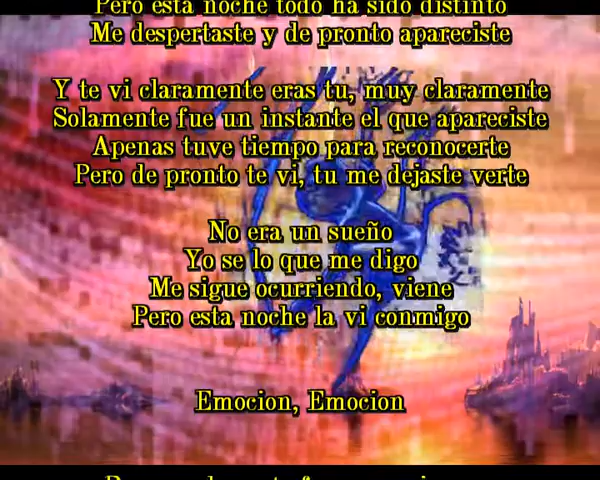 Pero esta noche todo ha sido distinto
Me despertaste y de pronto apareciste
Y te vi claramente eras tu, muy claramente
Solamente fue un instante el que apareciste
Apenas tuve tiempo para reconocerte
Pero de pronto te vi, tu me dejaste verte
No era un sueño
Yo se lo que me digo
Me sigue ocurriendo, viene
Pero esta noche la vi conmigo
Emocion, Emocion